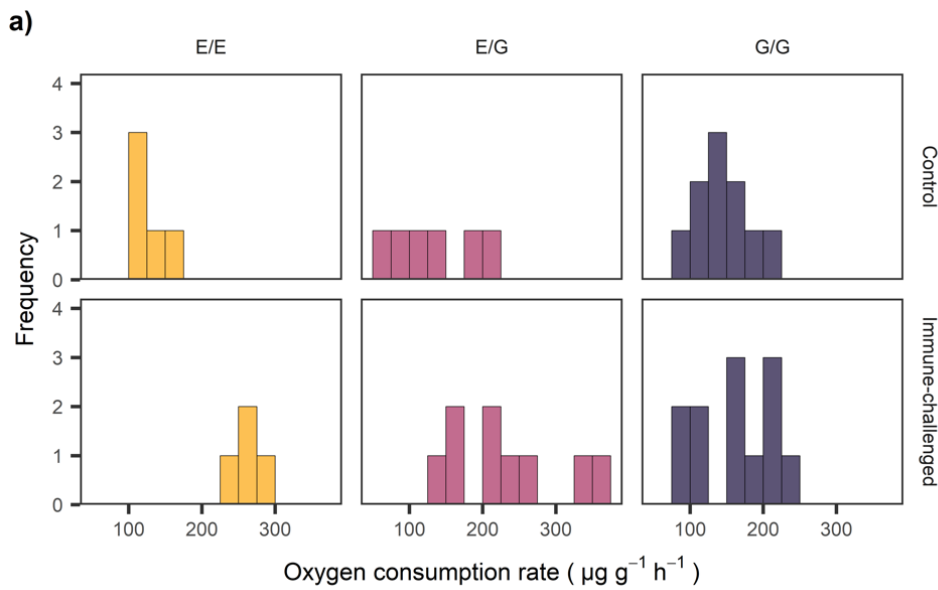 a)
E/E E/G G/G
4
3
2
1
0
Control
4
3
2
1
0
Immune-challenged
Frequency
100 200 300 100 200 300 100 200 300
Oxygen consumption rate ( µg g⁻¹ h⁻¹ )